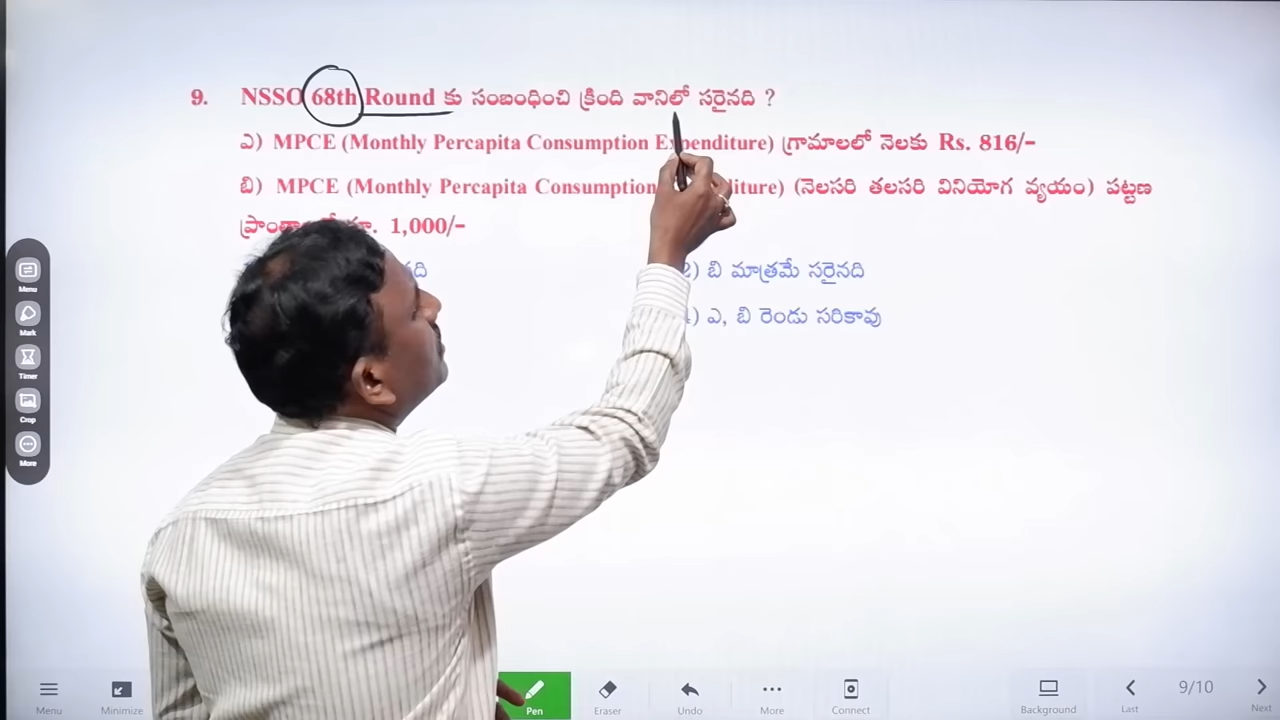 9. NSSO 68th Round కు సంబంధించి క్రింది వానిలో సరైనది ?
ఎ) MPCE (Monthly Percapita Consumption Expenditure) గ్రామాలలో నెలకు Rs. 816/-
బి) MPCE (Monthly Percapita Consumption (నెలసరి తలసరి వినియోగ వ్యయం) పట్టణ
1,000/-
2) బి మాత్రమే సరైనది
ఎ, బి రెండు సరికావు
Menu
Mark
Timer
Crop
More
Menu
Minimize
Pen
Eraser
Undo
More
Connect
Background
Last
9/10
Next